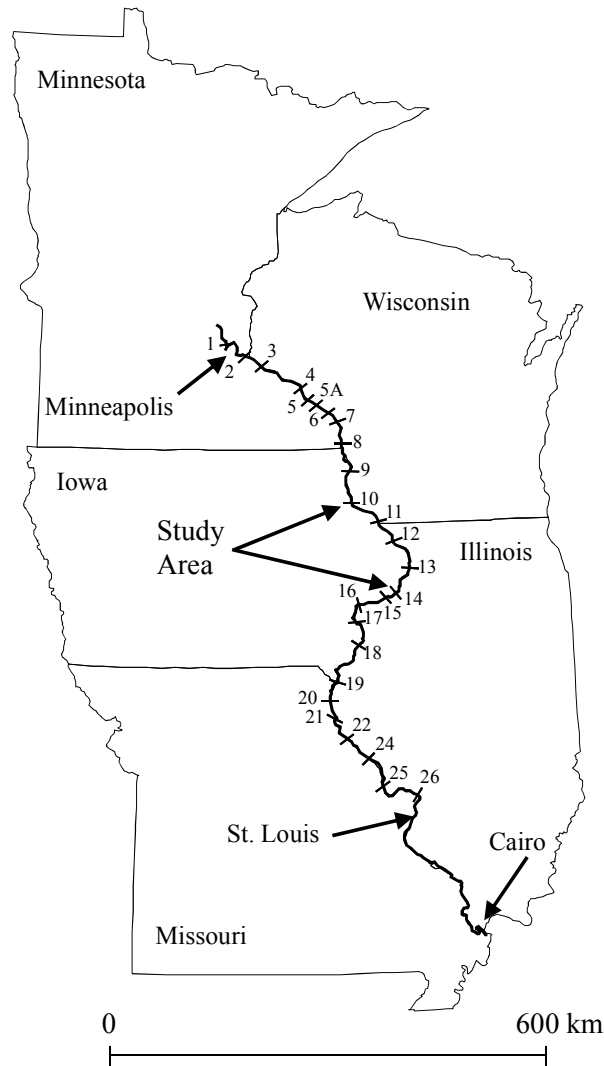 Minnesota
Wisconsin
1
2
3
Minneapolis
4
5
5A
6
7
8
Iowa
9
10
11
Study
Area
12
Illinois
13
14
15
16
17
18
19
20
21
22
24
25
26
St. Louis
Cairo
Missouri
0
600 km